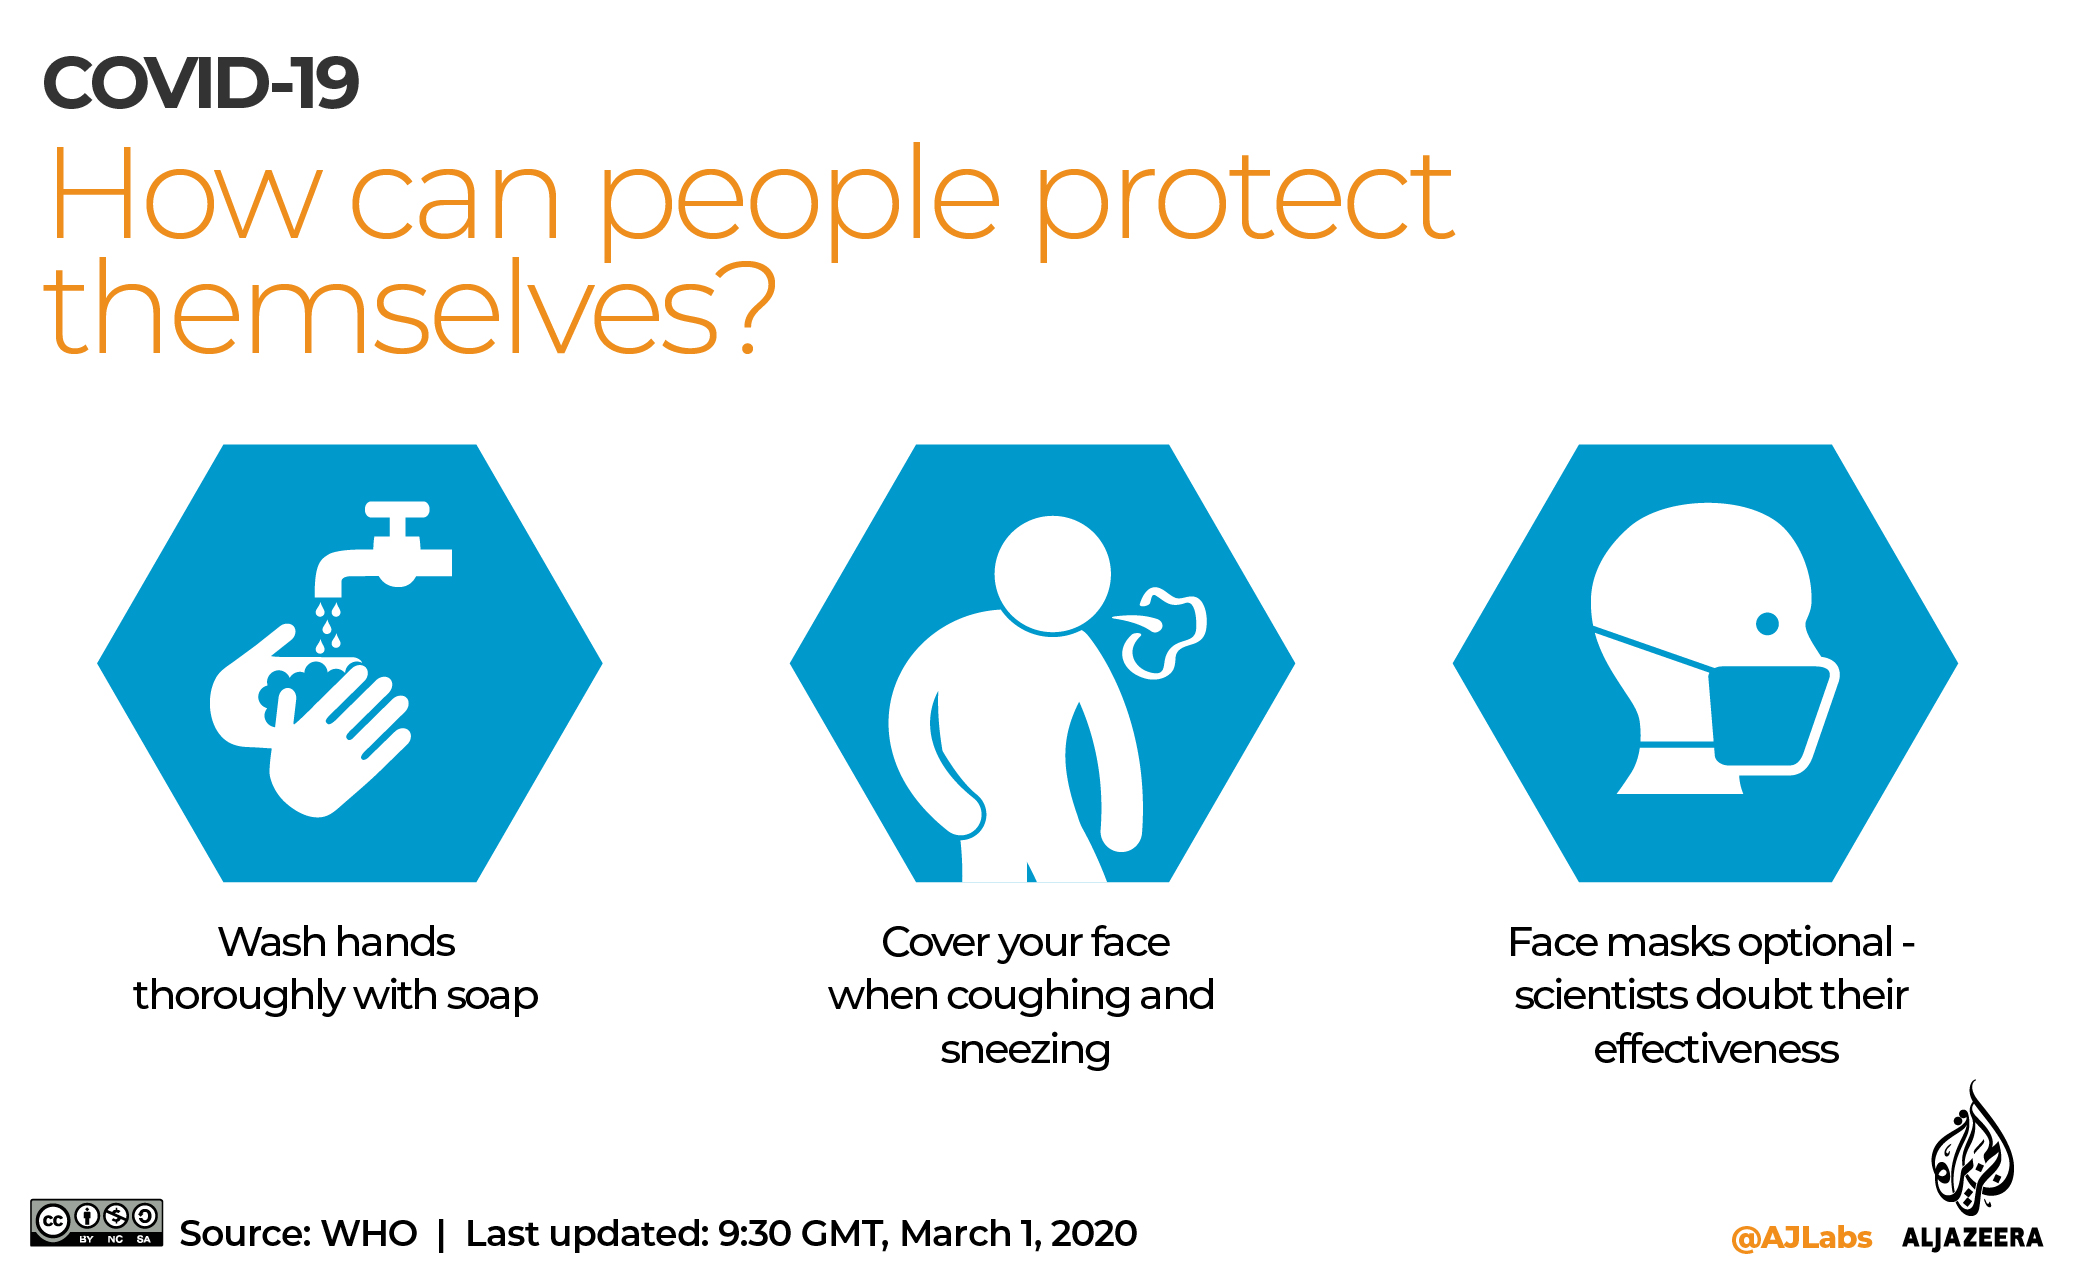 COVID-19
How can people protect
themselves?
Wash hands
thoroughly with soap
Cover your face
when coughing and
sneezing
Face masks optional -
scientists doubt their
effectiveness
cc BY NC SA
Source: WHO | Last updated: 9:30 GMT, March 1, 2020
@AJLabs
الجزيرة
ALJAZEERA